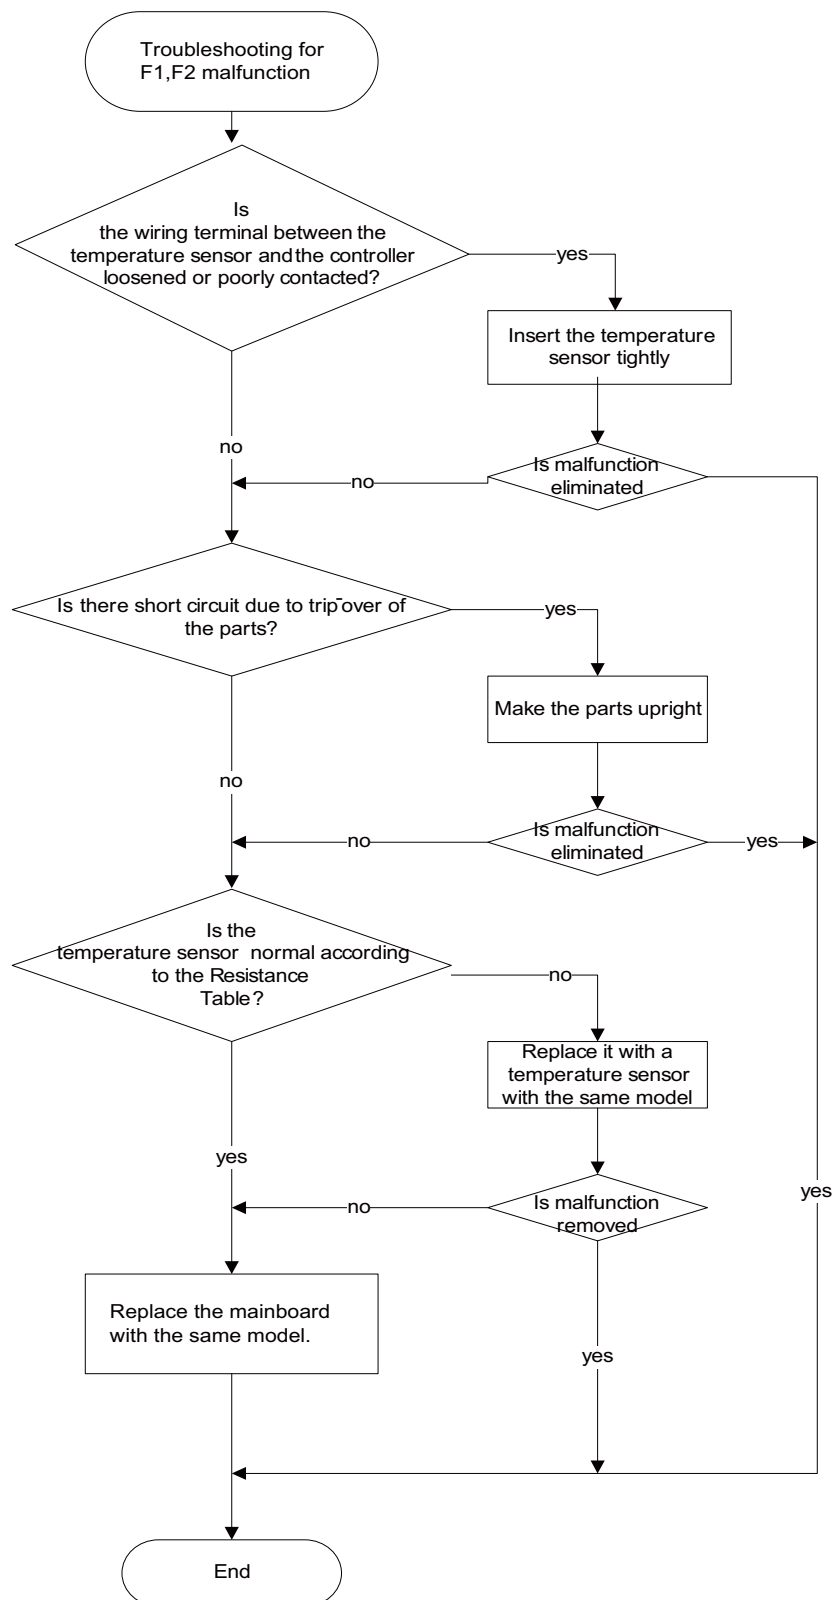 Troubleshooting for
F1,F2 malfunction
Is
the wiring terminal between the
temperature sensor and the controller
loosened or poorly contacted?
yes
Insert the temperature
sensor tightly
no
Is malfunction
eliminated
no
Is there short circuit due to trip-over of
the parts?
yes
Make the parts upright
no
Is malfunction
eliminated
no
yes
Is the
temperature sensor normal according
to the Resistance
Table?
no
Replace it with a
temperature sensor
with the same model
yes
yes
Is malfunction
removed
no
Replace the mainboard
with the same model.
yes
End